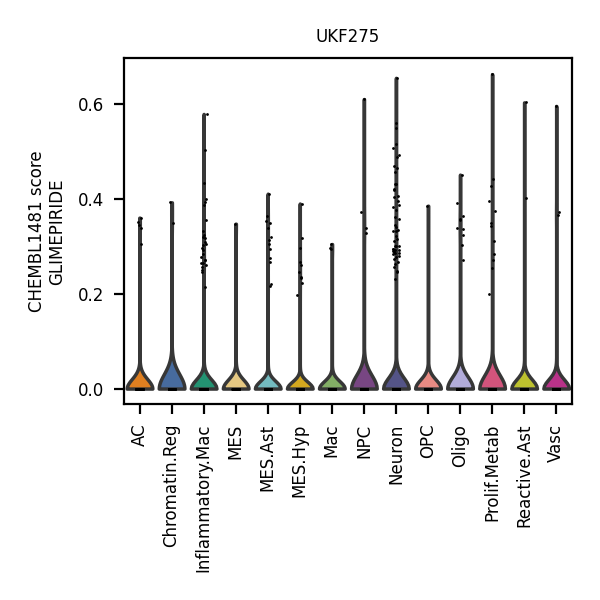 UKF275
CHEMBL1481 score
GLIMEPIRIDE
0.6
0.4
0.2
0.0
AC
Chromatin.Reg
Inflammatory.Mac
MES
MES.Ast
MES.Hyp
Mac
NPC
Neuron
OPC
Oligo
Prolif.Metab
Reactive.Ast
Vasc